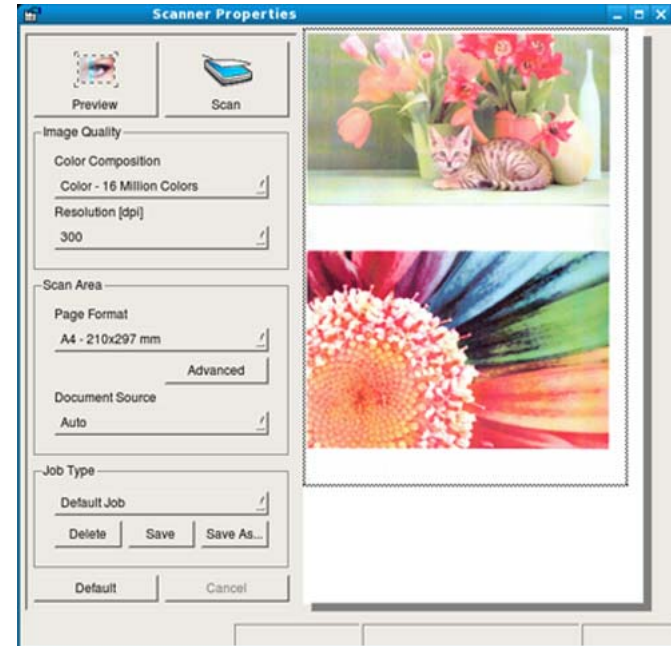 Scanner Properties
Preview
Scan
Image Quality
Color Composition
Color - 16 Million Colors
Resolution [dpi]
300
Scan Area
Page Format
A4 - 210x297 mm
Advanced
Document Source
Auto
Job Type
Default Job
Delete
Save
Save As...
Default
Cancel